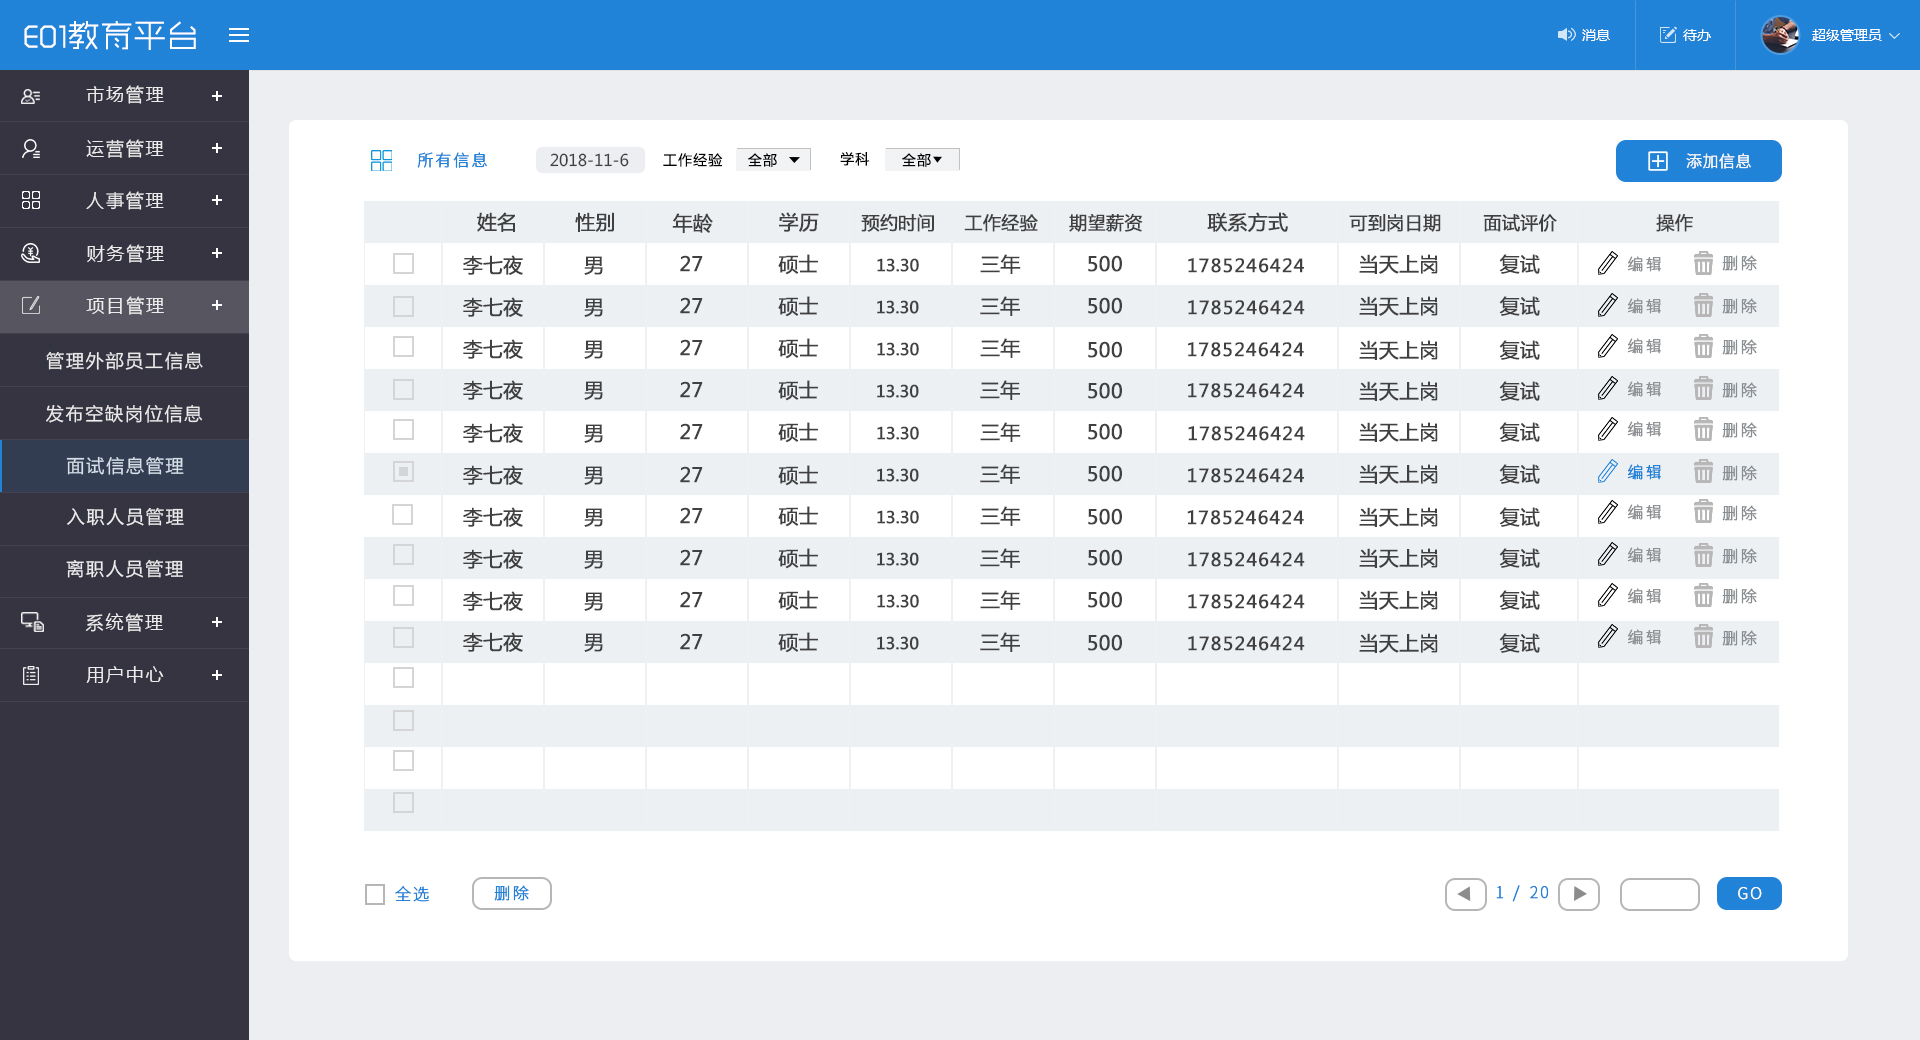 E01教育平台 消息 待办 超级管理员
市场管理 +
运营管理 +
人事管理 +
财务管理 +
项目管理 +
管理外部员工信息
发布空缺岗位信息
面试信息管理
入职人员管理
离职人员管理
系统管理 +
用户中心 +
所有信息 2018-11-6 工作经验 全部 学科 全部 添加信息
姓名 性别 年龄 学历 预约时间 工作经验 期望薪资 联系方式 可到岗日期 面试评价 操作
李七夜 男 27 硕士 13.30 三年 500 1785246424 当天上岗 复试 编辑 删除
李七夜 男 27 硕士 13.30 三年 500 1785246424 当天上岗 复试 编辑 删除
李七夜 男 27 硕士 13.30 三年 500 1785246424 当天上岗 复试 编辑 删除
李七夜 男 27 硕士 13.30 三年 500 1785246424 当天上岗 复试 编辑 删除
李七夜 男 27 硕士 13.30 三年 500 1785246424 当天上岗 复试 编辑 删除
李七夜 男 27 硕士 13.30 三年 500 1785246424 当天上岗 复试 编辑 删除
李七夜 男 27 硕士 13.30 三年 500 1785246424 当天上岗 复试 编辑 删除
李七夜 男 27 硕士 13.30 三年 500 1785246424 当天上岗 复试 编辑 删除
李七夜 男 27 硕士 13.30 三年 500 1785246424 当天上岗 复试 编辑 删除
李七夜 男 27 硕士 13.30 三年 500 1785246424 当天上岗 复试 编辑 删除
全选 删除 1 / 20 GO